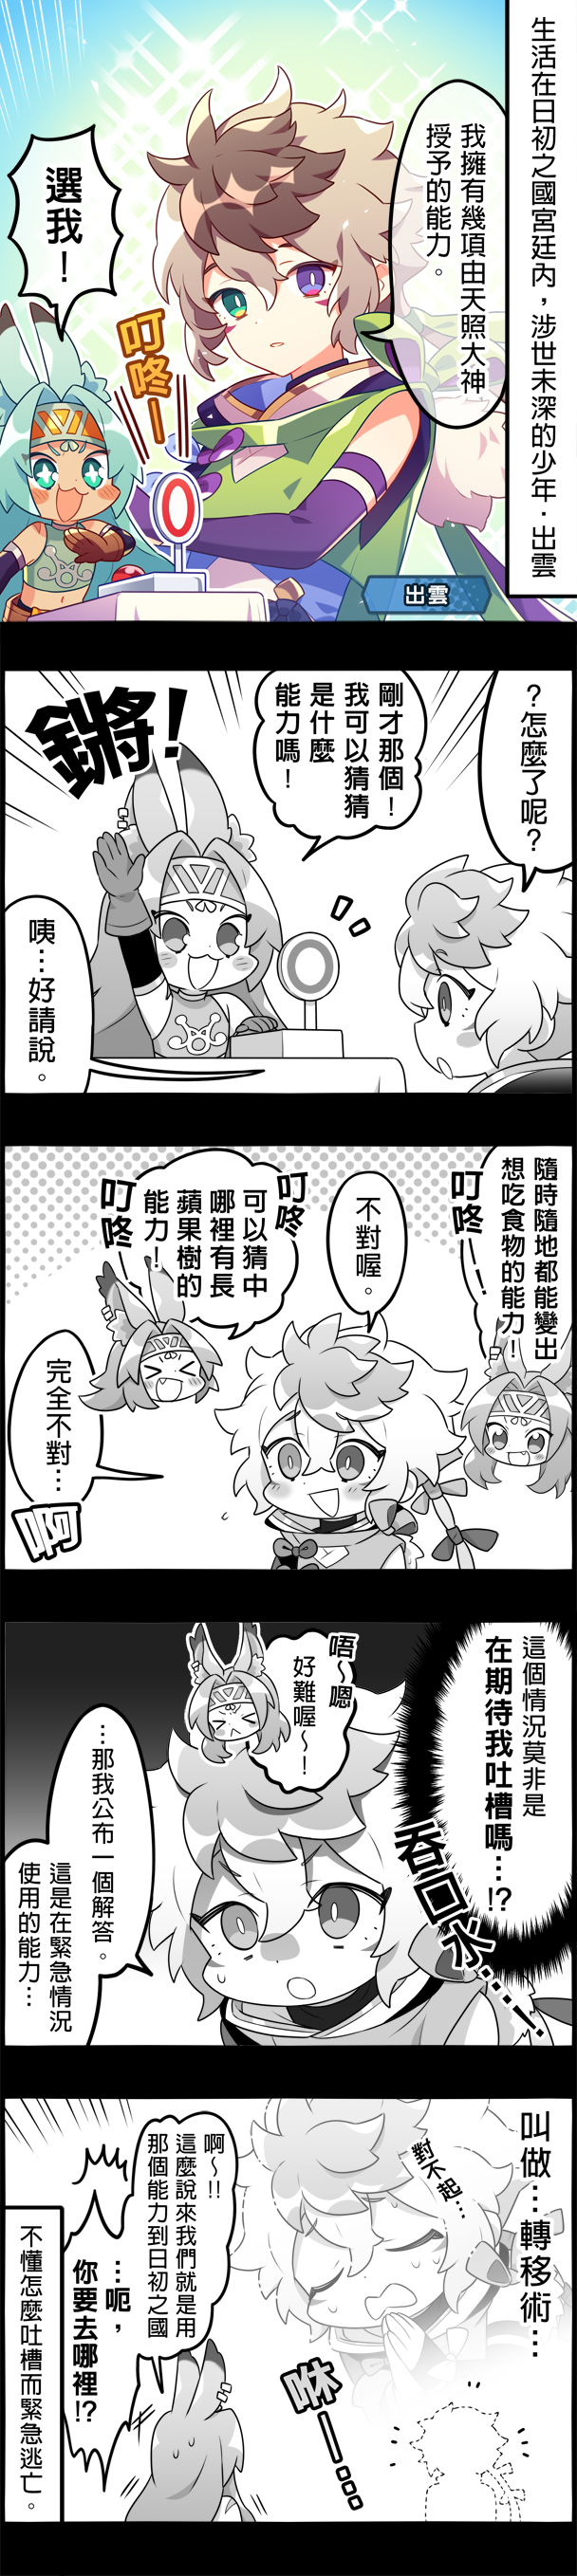 生活在日初之國宮廷內，涉世未深的少年．出雲
我擁有幾項由天照大神
授予的能力。
選我！
叮咚—
出雲
？怎麼了呢？
剛才那個！
我可以猜猜
是什麼
能力嗎！
鏘！
咦…好請說。
隨時隨地都能變出
想吃食物的能力！
叮咚—！
不對喔。
叮咚
可以猜中
哪裡有長
蘋果樹的
能力！
叮咚—！
完全不對…
啊
這個情況莫非是
在期待我吐槽嗎…⁉
吞口水…！
唔～嗯
好難喔～！
…那我公布一個解答。
這是在緊急情況
使用的能力…
叫做…轉移術…
對不起…
啊～‼
這麼說來我們就是用
那個能力到日初之國
…呃，
你要去哪裡⁉
咻—…
不懂怎麼吐槽而緊急逃亡。